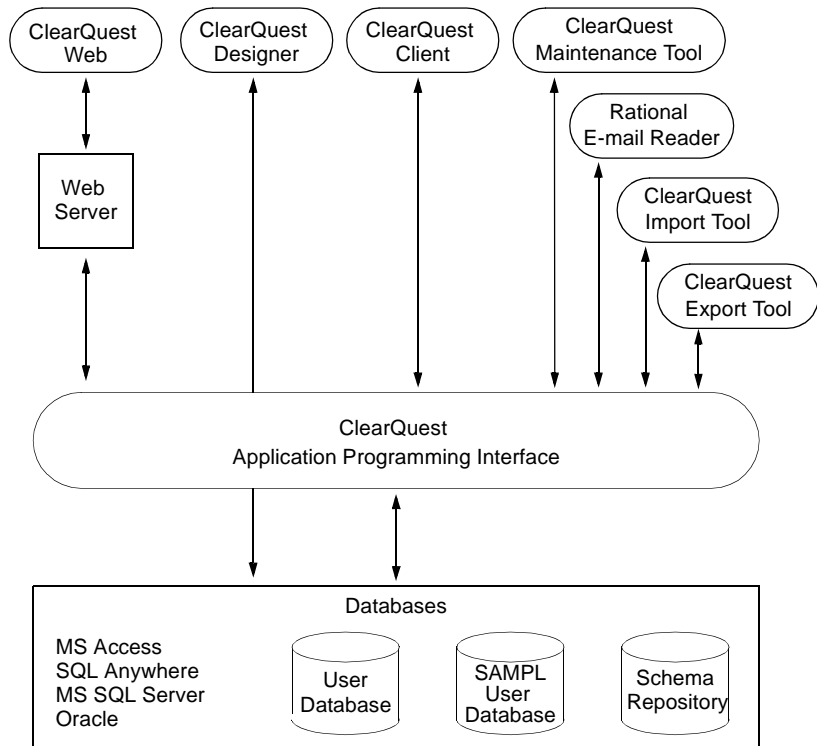 ClearQuest
Web
ClearQuest
Designer
ClearQuest
Client
ClearQuest
Maintenance Tool
Rational
E-mail Reader
Web
Server
ClearQuest
Import Tool
ClearQuest
Export Tool
ClearQuest
Application Programming Interface
Databases
MS Access
SQL Anywhere
MS SQL Server
Oracle
User
Database
SAMPL
User
Database
Schema
Repository